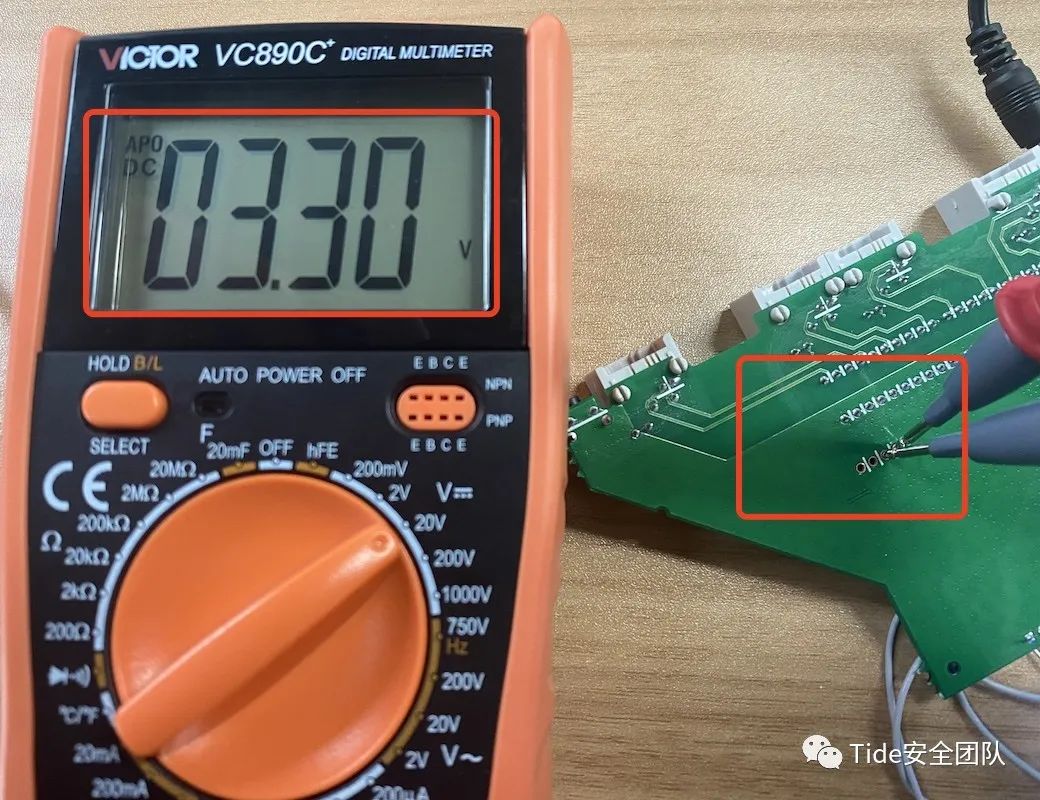 VICTOR VC890C+ DIGITAL MULTIMETER
APO
DC
03.30
V
HOLD B/L
AUTO POWER OFF
E B C E
NPN
PNP
E B C E
SELECT
F
20mF
OFF
hFE
CE
20MΩ
200mV
2MΩ
2V
V⎓
200kΩ
20V
Ω
20kΩ
200V
2kΩ
1000V
200Ω
750V
Hz
200V
°C/°F
20V
20mA
2V
V~
200mA
200μA
Tide安全团队